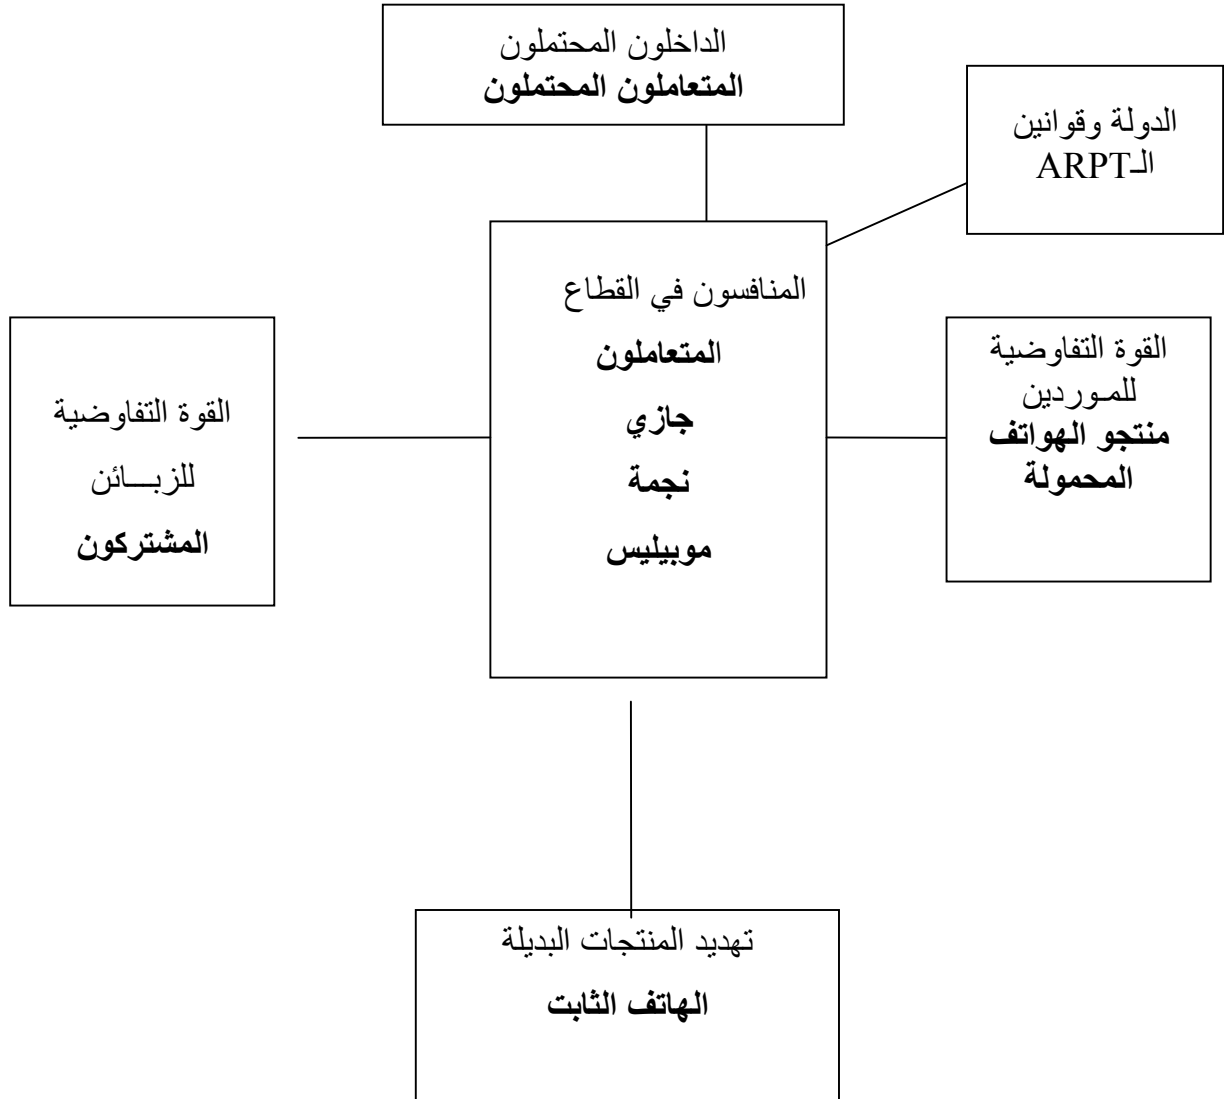 الداخلون المحتملون
المتعاملون المحتملون
الدولة وقوانين
الـARPT
المنافسون في القطاع
المتعاملون
جازي
نجمة
موبيليس
القوة التفاوضية
للمـوردين
منتجو الهواتف
المحمولة
القوة التفاوضية
للزبـــائن
المشتركون
تهديد المنتجات البديلة
الهاتف الثابت